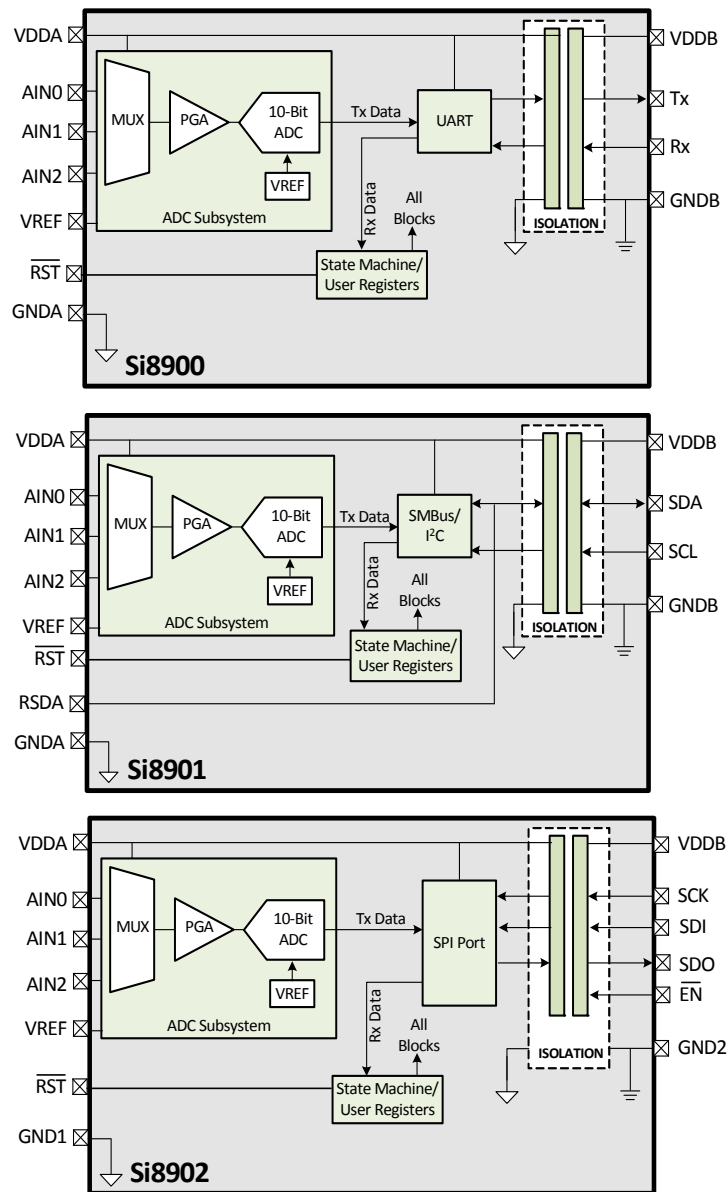 VDDA
VDDB
AIN0
AIN1
AIN2
VREF
RST
GNDA
MUX
PGA
10-Bit
ADC
VREF
ADC Subsystem
Tx Data
UART
Rx Data
All
Blocks
State Machine/
User Registers
ISOLATION
Tx
Rx
GNDB
Si8900
VDDA
VDDB
AIN0
AIN1
AIN2
VREF
RST
RSDA
GNDA
MUX
PGA
10-Bit
ADC
VREF
ADC Subsystem
Tx Data
SMBus/
I²C
Rx Data
All
Blocks
State Machine/
User Registers
ISOLATION
SDA
SCL
GNDB
Si8901
VDDA
VDDB
AIN0
AIN1
AIN2
VREF
RST
GND1
MUX
PGA
10-Bit
ADC
VREF
ADC Subsystem
Tx Data
SPI Port
Rx Data
All
Blocks
State Machine/
User Registers
ISOLATION
SCK
SDI
SDO
EN
GND2
Si8902